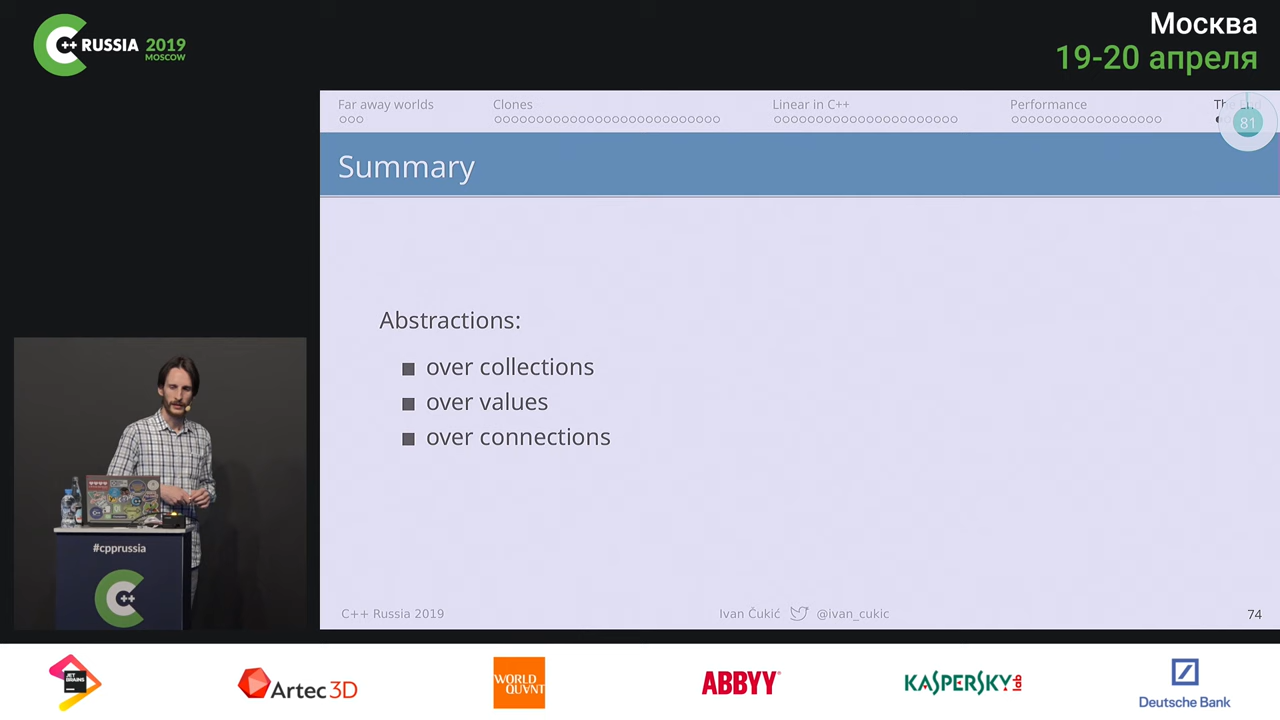 C++ RUSSIA 2019
MOSCOW
Москва
19-20 апреля
Far away worlds
Clones
Linear in C++
Performance
81
Summary
Abstractions:
over collections
over values
over connections
#cpprussia
C++
C++ Russia 2019
Ivan Čukić
@ivan_cukic
74
JET BRAINS
Artec 3D
WORLD QUANT
ABBYY
KASPERSKY lab
Deutsche Bank